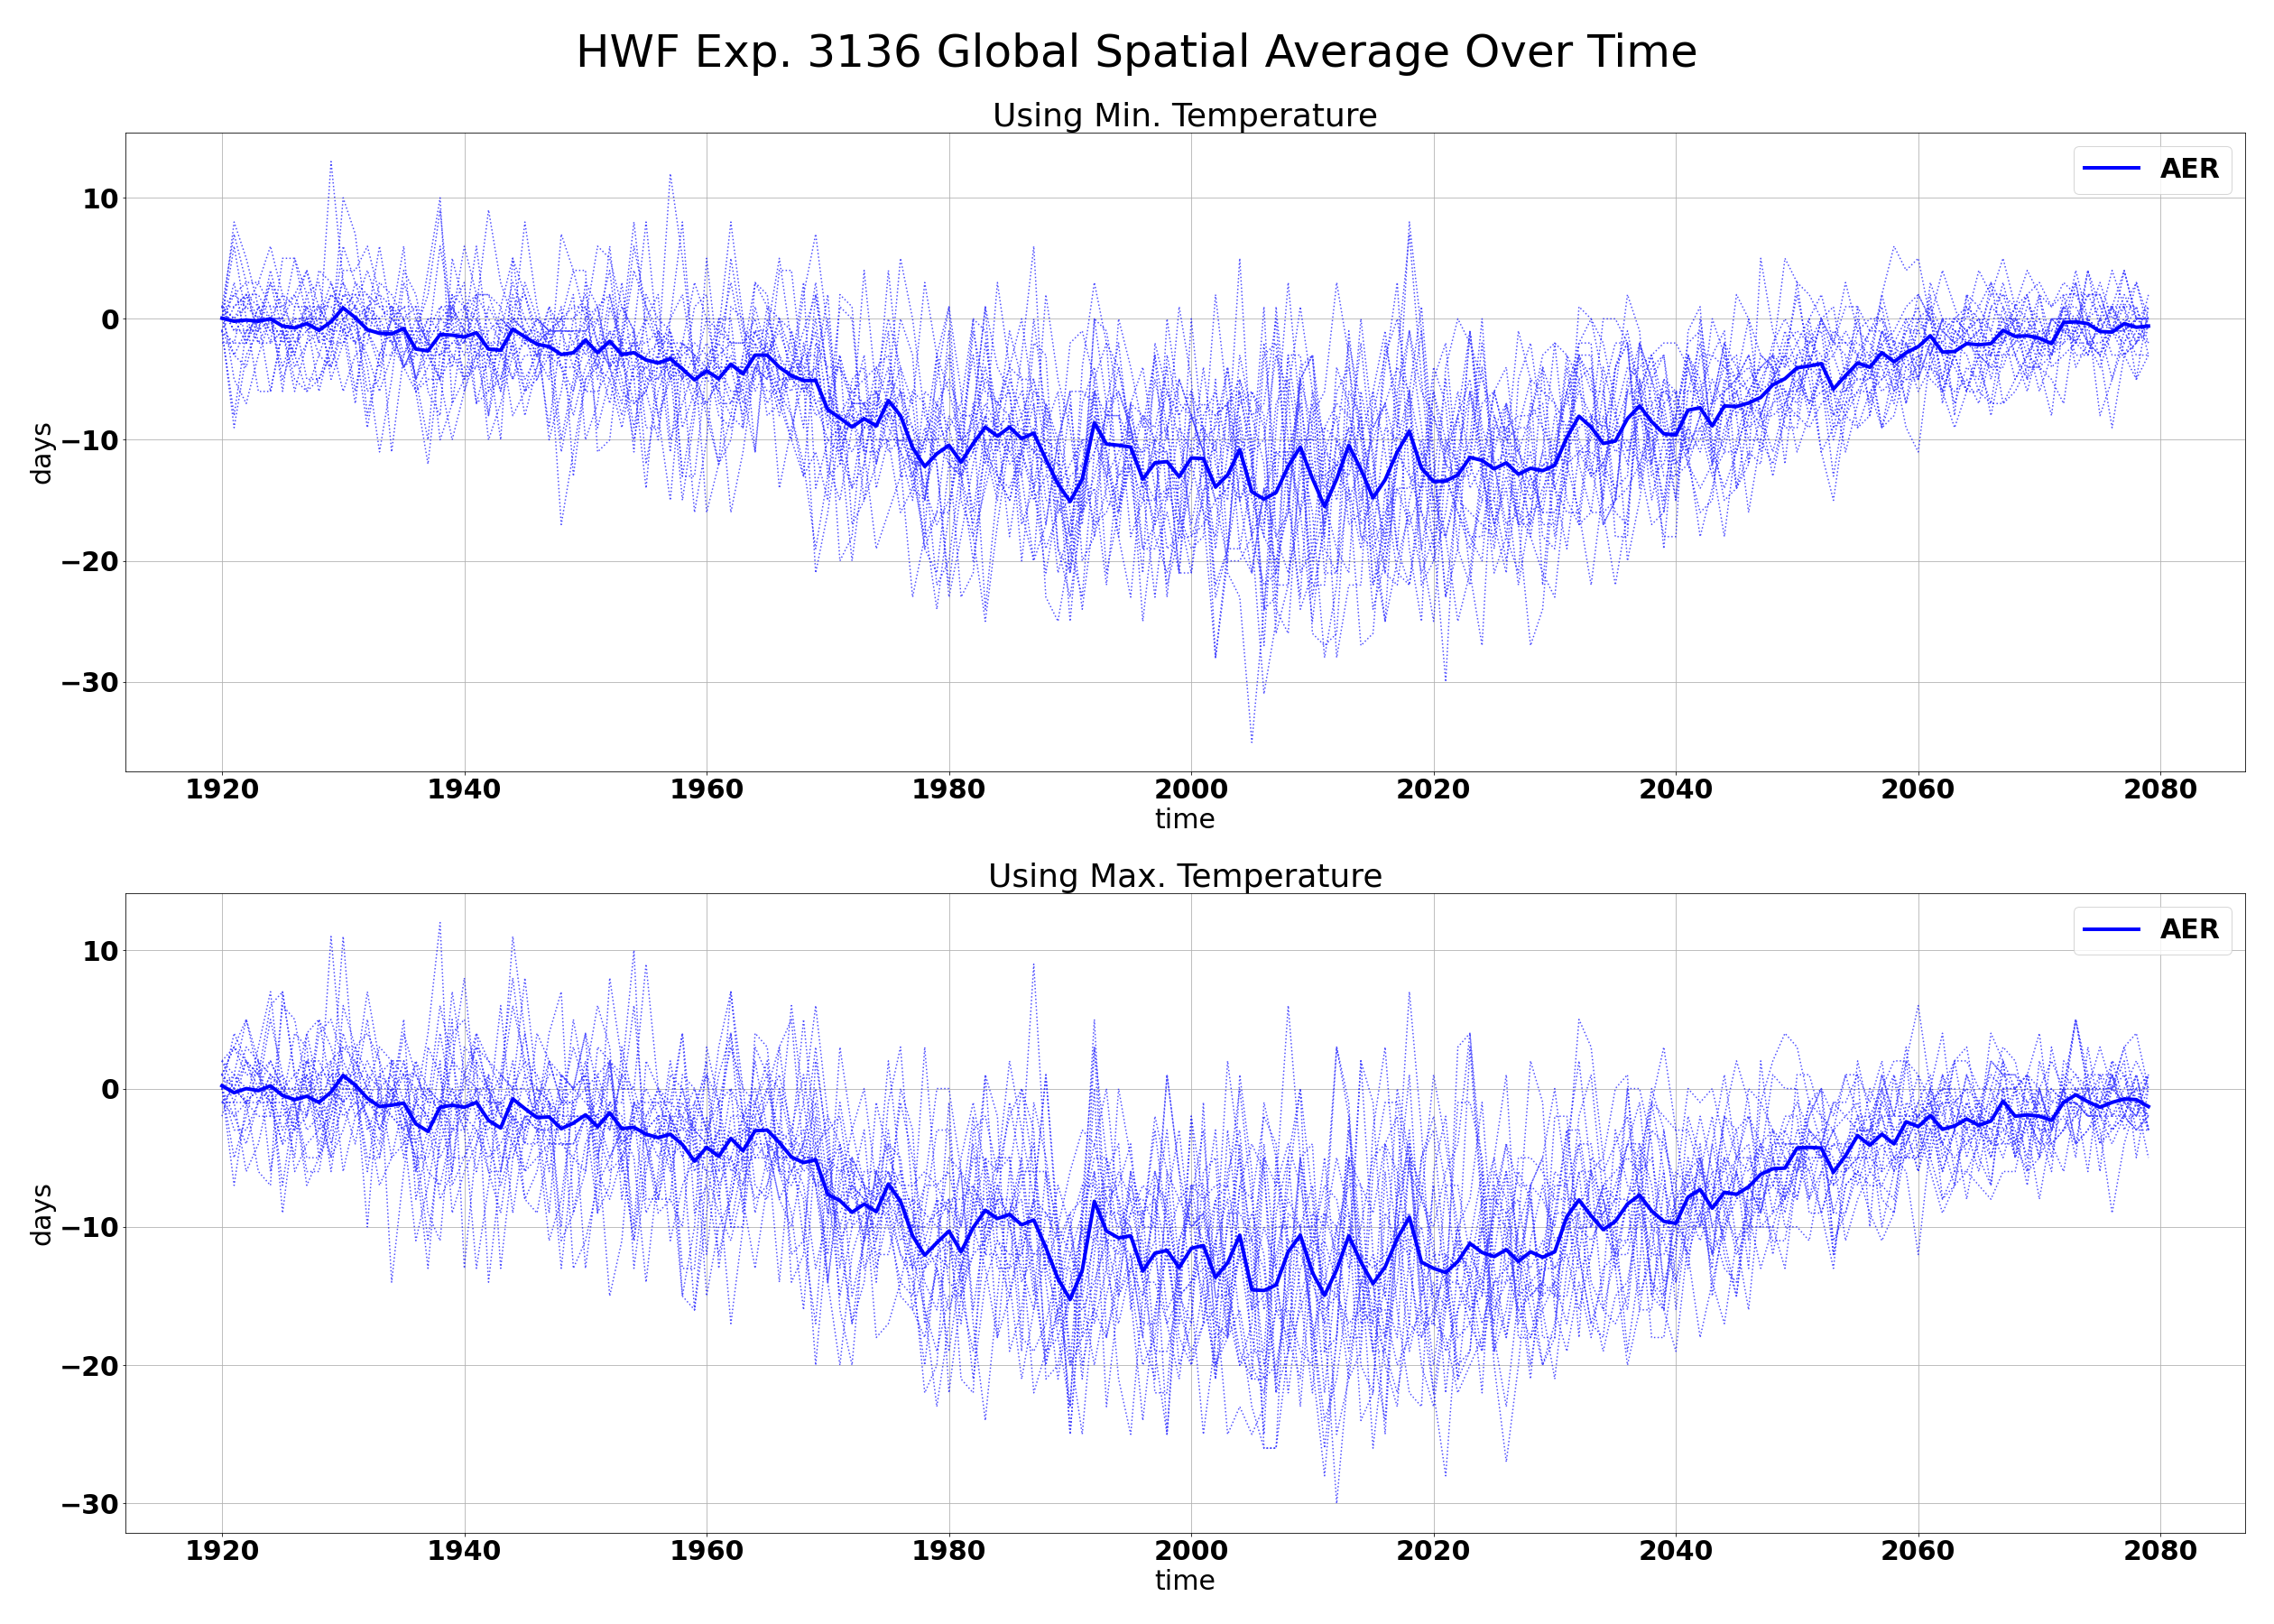 HWF Exp. 3136 Global Spatial Average Over Time
Using Min. Temperature
AER
10
0
−10
−20
−30
days
1920 1940 1960 1980 2000 2020 2040 2060 2080
time
Using Max. Temperature
AER
10
0
−10
−20
−30
days
1920 1940 1960 1980 2000 2020 2040 2060 2080
time